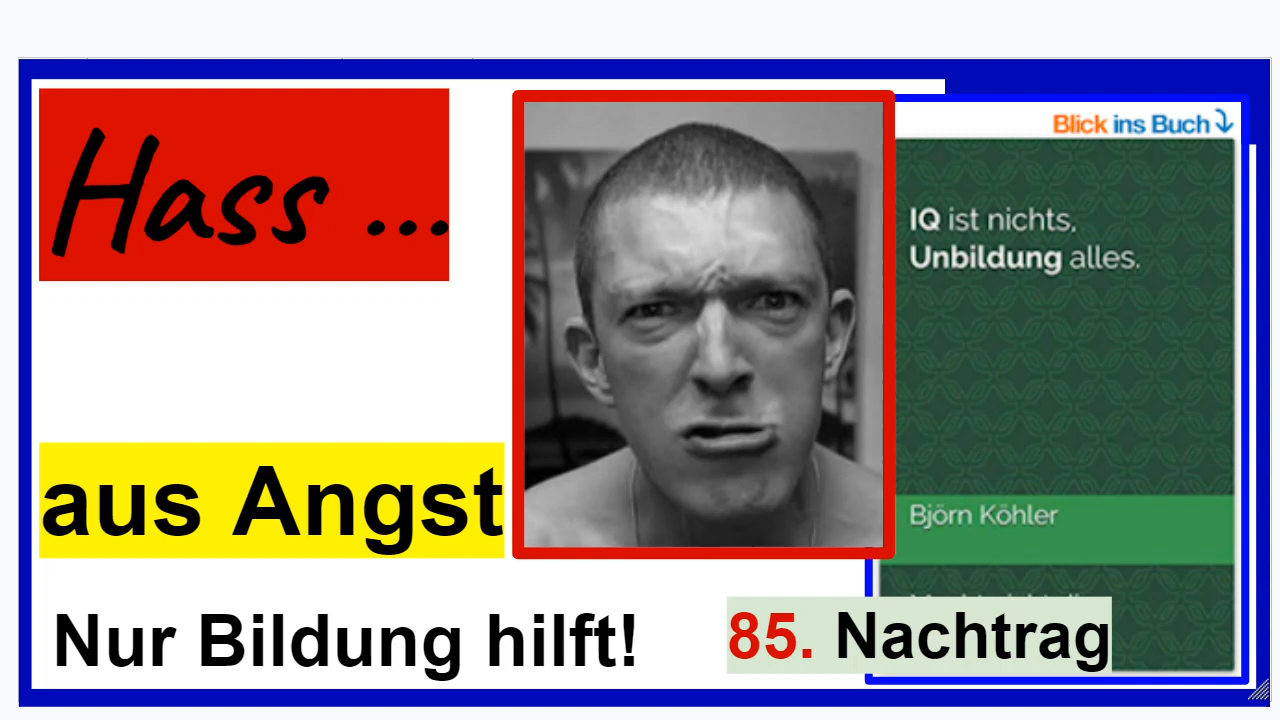 Hass ...
aus Angst
Nur Bildung hilft!
Blick ins Buch
IQ ist nichts,
Unbildung alles.
Björn Köhler
85. Nachtrag